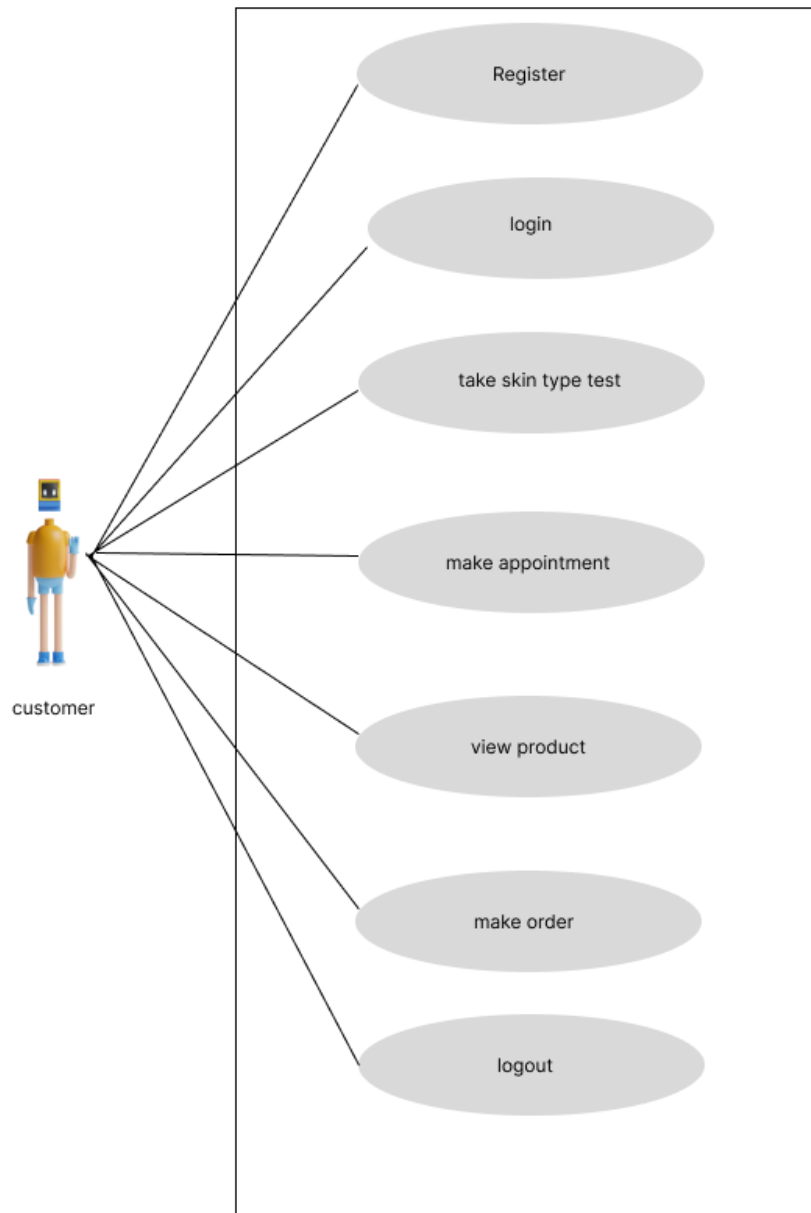 Register
login
take skin type test
make appointment
customer
view product
make order
logout